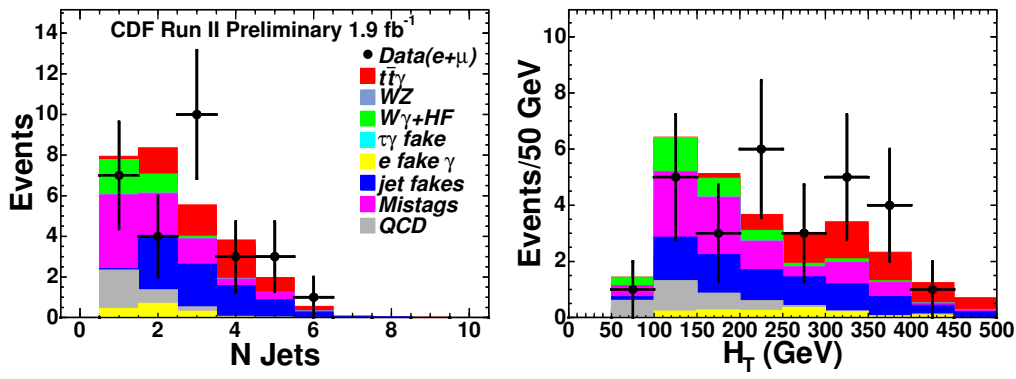 CDF Run II Preliminary 1.9 fb⁻¹
Data(e+μ)
tt̄γ
WZ
Wγ+HF
τγ fake
e fake γ
jet fakes
Mistags
QCD
Events
14
12
10
8
6
4
2
0
0 2 4 6 8 10
N Jets
Events/50 GeV
10
8
6
4
2
0
0 50 100 150 200 250 300 350 400 450 500
H_T (GeV)